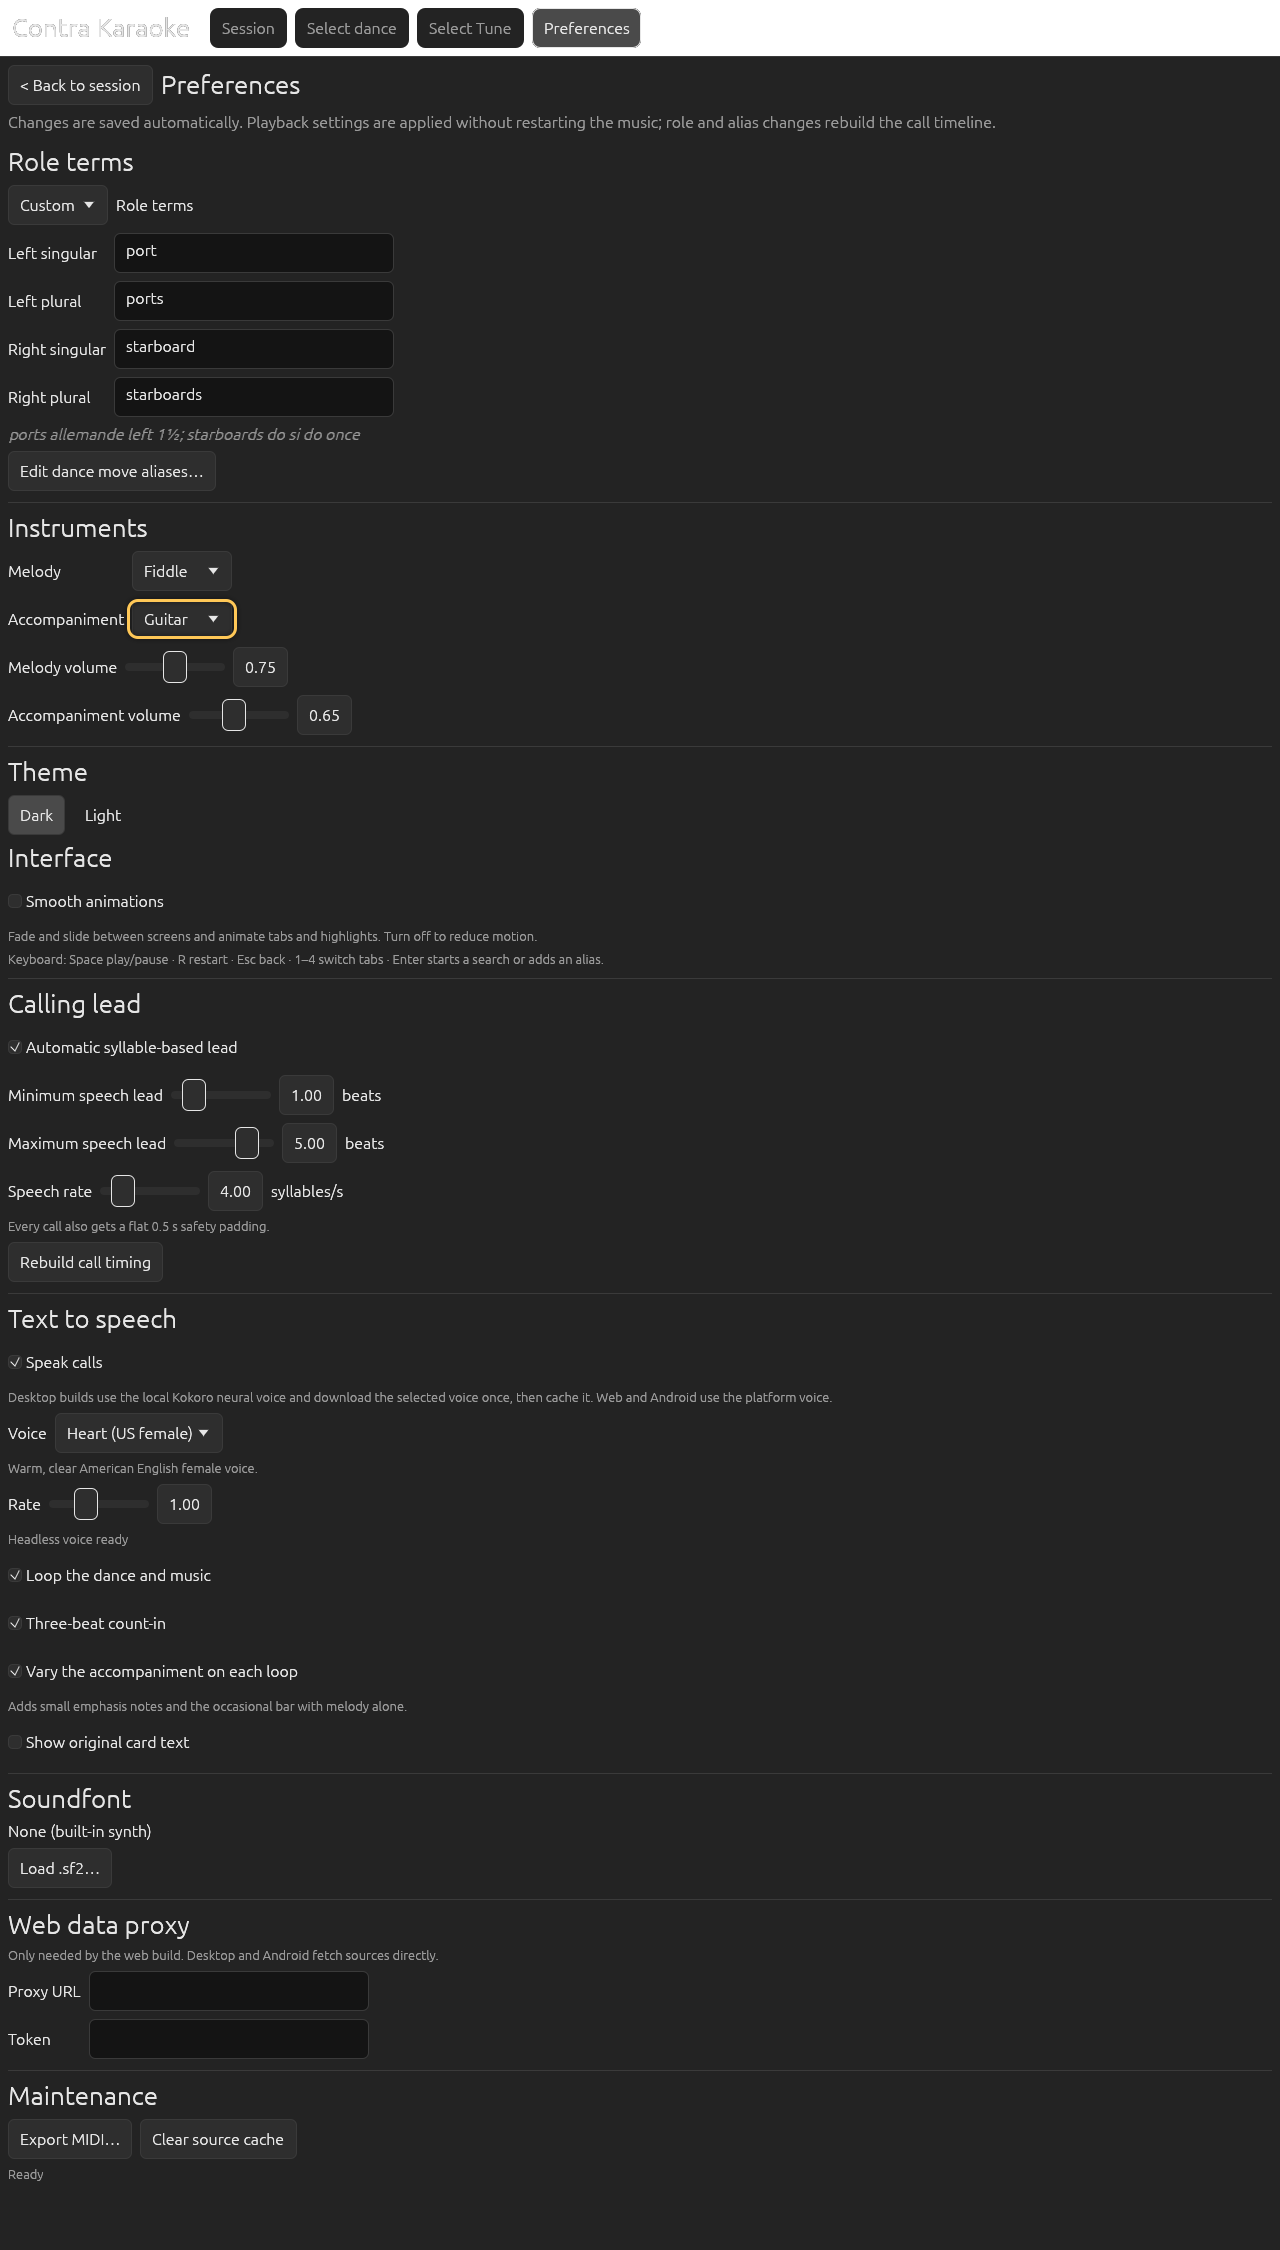 Contra Karaoke Session Select dance Select Tune Preferences
< Back to session Preferences
Changes are saved automatically. Playback settings are applied without restarting the music; role and alias changes rebuild the call timeline.
Role terms
Custom Role terms
Left singular port
Left plural ports
Right singular starboard
Right plural starboards
ports allemande left 1½; starboards do si do once
Edit dance move aliases…
Instruments
Melody Fiddle
Accompaniment Guitar
Melody volume 0.75
Accompaniment volume 0.65
Theme
Dark Light
Interface
Smooth animations
Fade and slide between screens and animate tabs and highlights. Turn off to reduce motion.
Keyboard: Space play/pause · R restart · Esc back · 1–4 switch tabs · Enter starts a search or adds an alias.
Calling lead
Automatic syllable-based lead
Minimum speech lead 1.00 beats
Maximum speech lead 5.00 beats
Speech rate 4.00 syllables/s
Every call also gets a flat 0.5 s safety padding.
Rebuild call timing
Text to speech
Speak calls
Desktop builds use the local Kokoro neural voice and download the selected voice once, then cache it. Web and Android use the platform voice.
Voice Heart (US female)
Warm, clear American English female voice.
Rate 1.00
Headless voice ready
Loop the dance and music
Three-beat count-in
Vary the accompaniment on each loop
Adds small emphasis notes and the occasional bar with melody alone.
Show original card text
Soundfont
None (built-in synth)
Load .sf2…
Web data proxy
Only needed by the web build. Desktop and Android fetch sources directly.
Proxy URL
Token
Maintenance
Export MIDI… Clear source cache
Ready